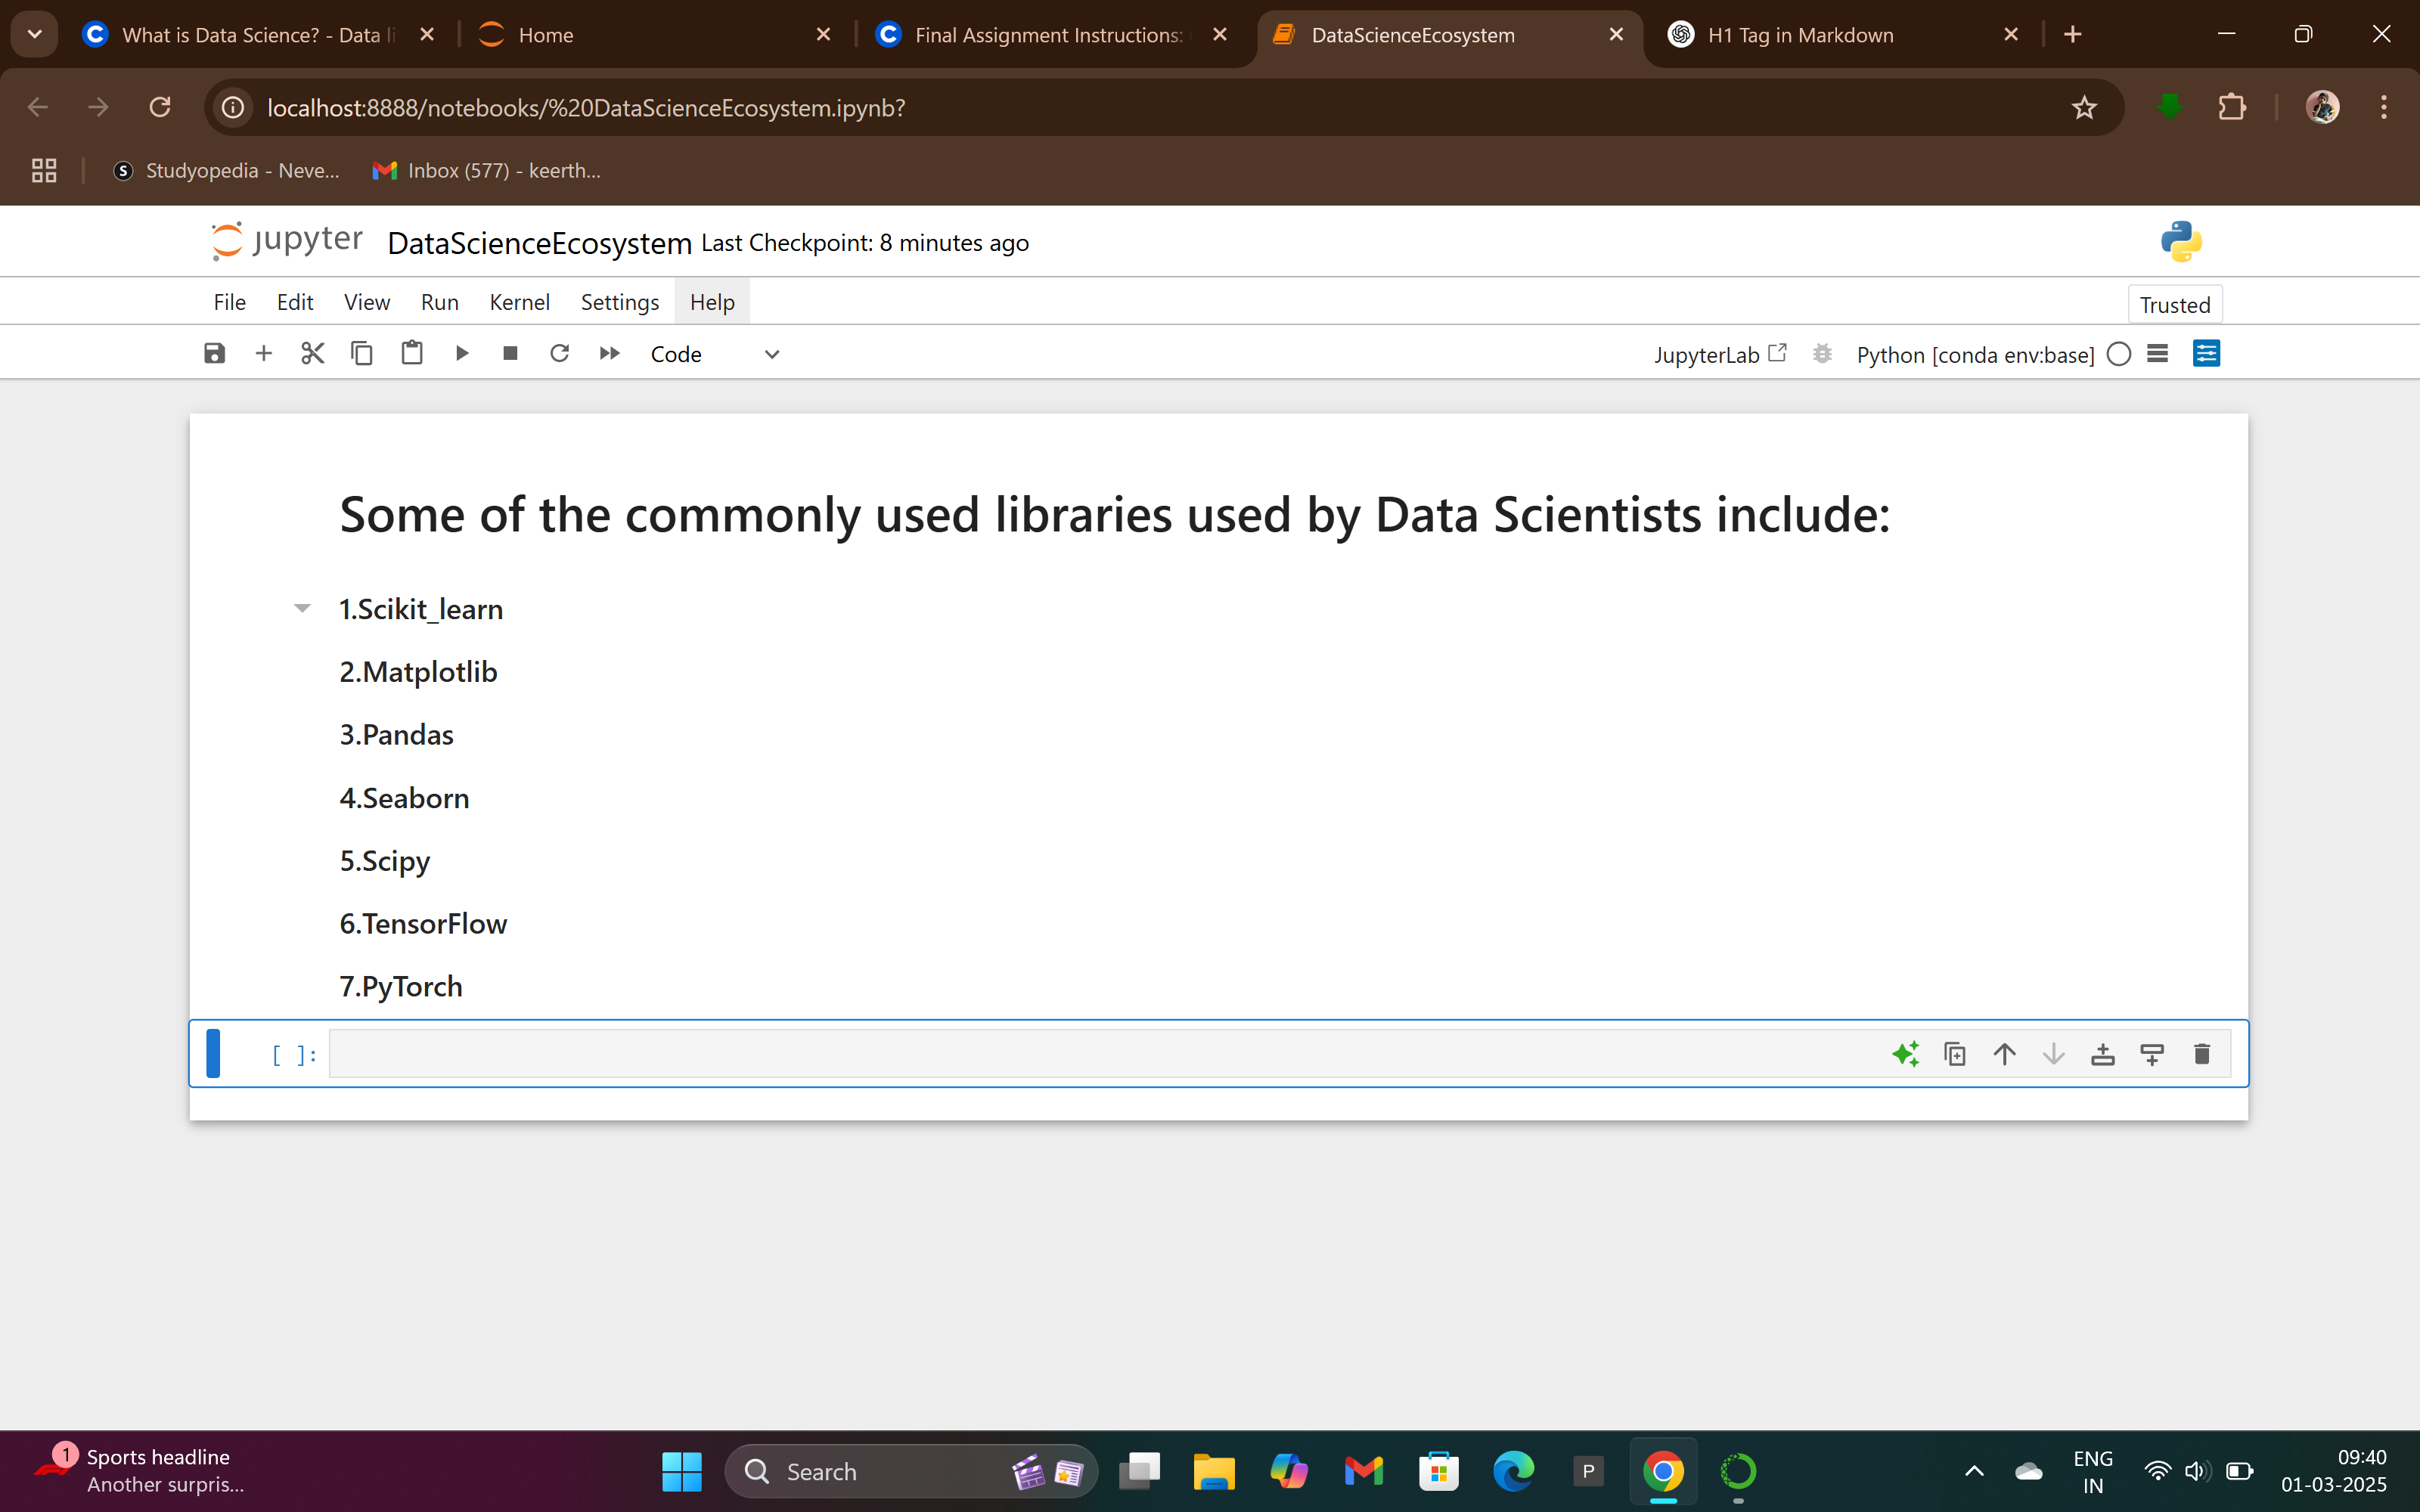 What is Data Science? - Data li
Home
Final Assignment Instructions:
DataScienceEcosystem
H1 Tag in Markdown
localhost:8888/notebooks/%20DataScienceEcosystem.ipynb?
Studyopedia - Neve...
Inbox (577) - keerth...
jupyter DataScienceEcosystem Last Checkpoint: 8 minutes ago
File Edit View Run Kernel Settings Help
Trusted
Code
JupyterLab
Python [conda env:base]
Some of the commonly used libraries used by Data Scientists include:
1.Scikit_learn
2.Matplotlib
3.Pandas
4.Seaborn
5.Scipy
6.TensorFlow
7.PyTorch
[ ]:
1
Sports headline
Another surpris...
Search
P
ENG
IN
09:40
01-03-2025